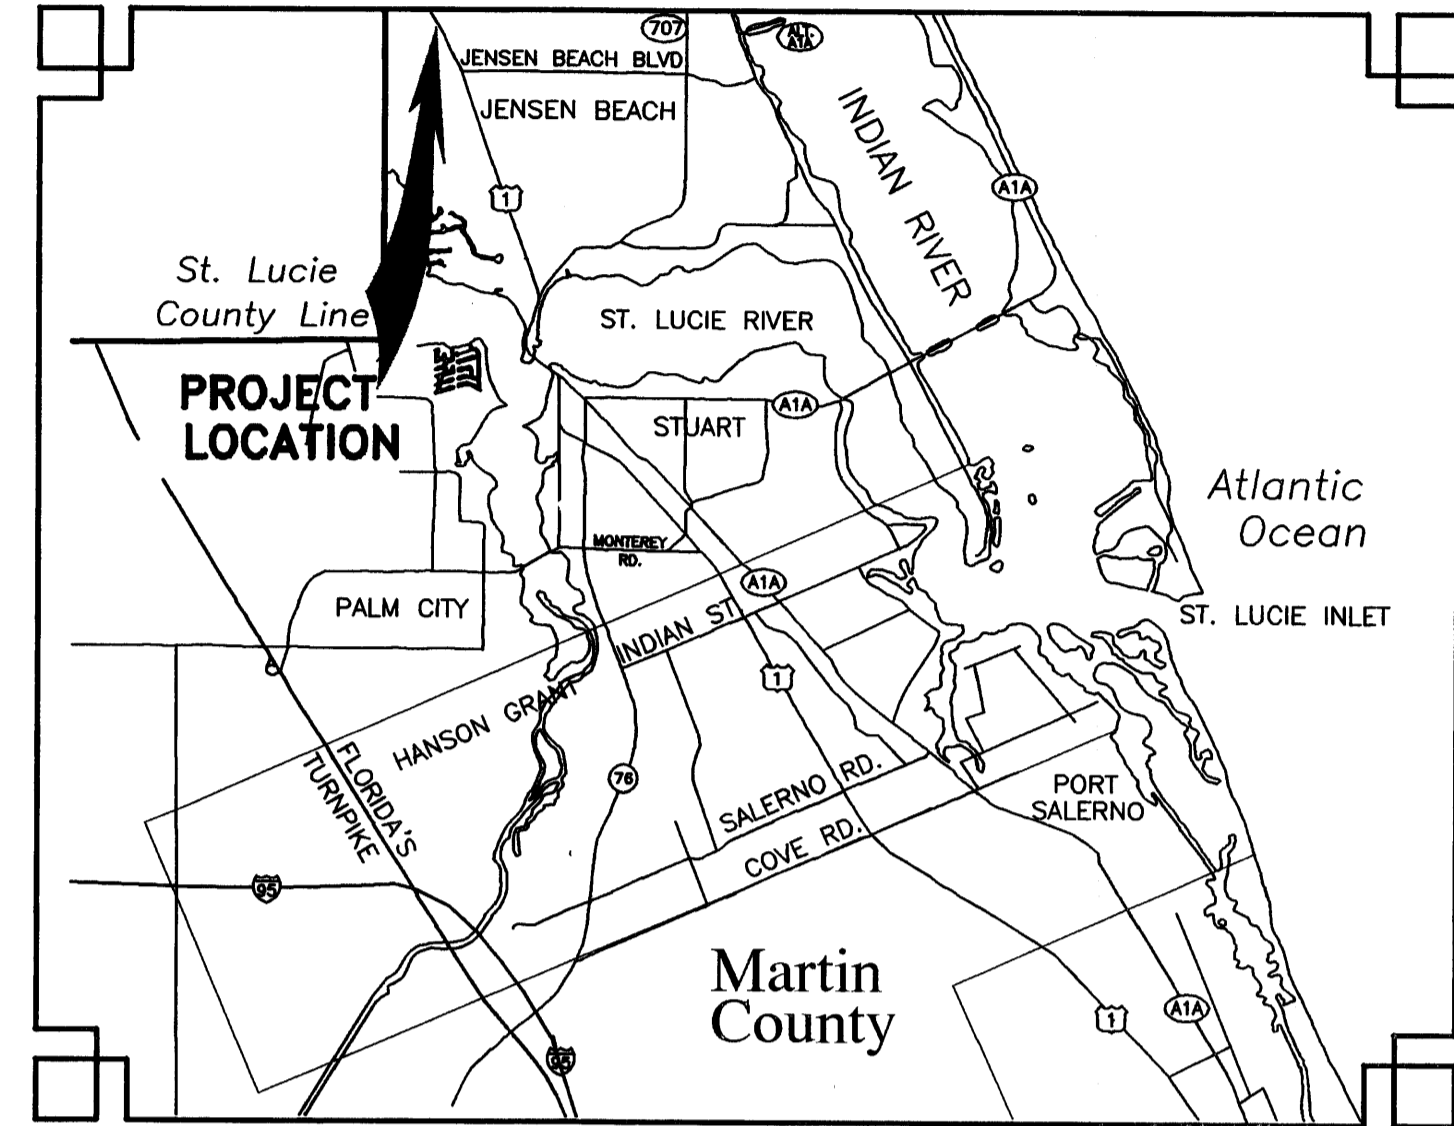 707
ALT.
A1A
JENSEN BEACH BLVD
JENSEN BEACH
INDIAN RIVER
A1A
1
St. Lucie
County Line
ST. LUCIE RIVER
PROJECT
LOCATION
A1A
STUART
Atlantic
Ocean
MONTEREY
RD.
A1A
PALM CITY
INDIAN ST.
ST. LUCIE INLET
1
HANSON GRANT
FLORIDA'S
TURNPIKE
76
SALERNO RD.
PORT
SALERNO
COVE RD.
95
Martin
County
1
A1A
95